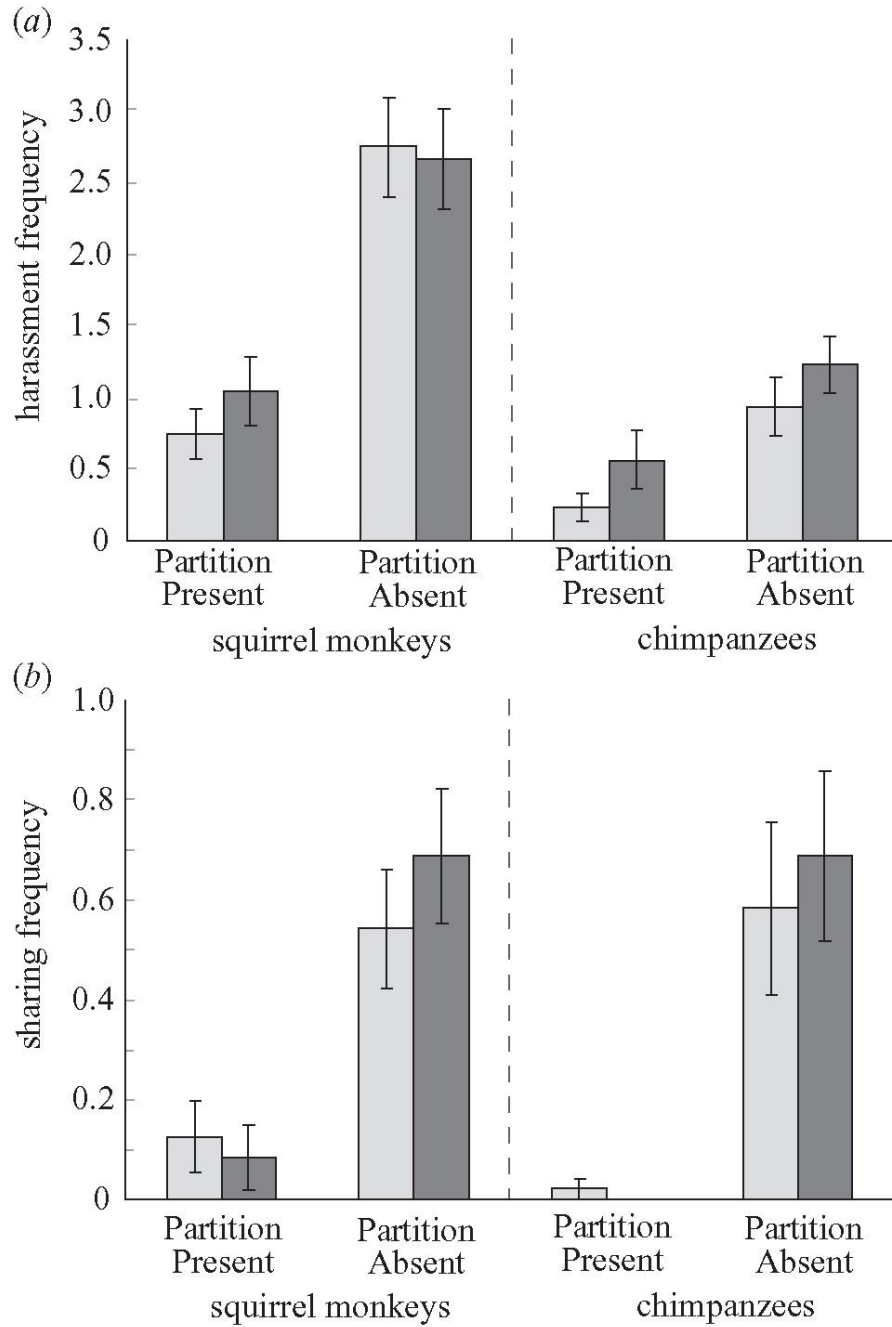 (a)
harassment frequency
3.5
3.0
2.5
2.0
1.5
1.0
0.5
0
Partition Present
Partition Absent
Partition Present
Partition Absent
squirrel monkeys
chimpanzees
(b)
sharing frequency
1.0
0.8
0.6
0.4
0.2
0
Partition Present
Partition Absent
Partition Present
Partition Absent
squirrel monkeys
chimpanzees